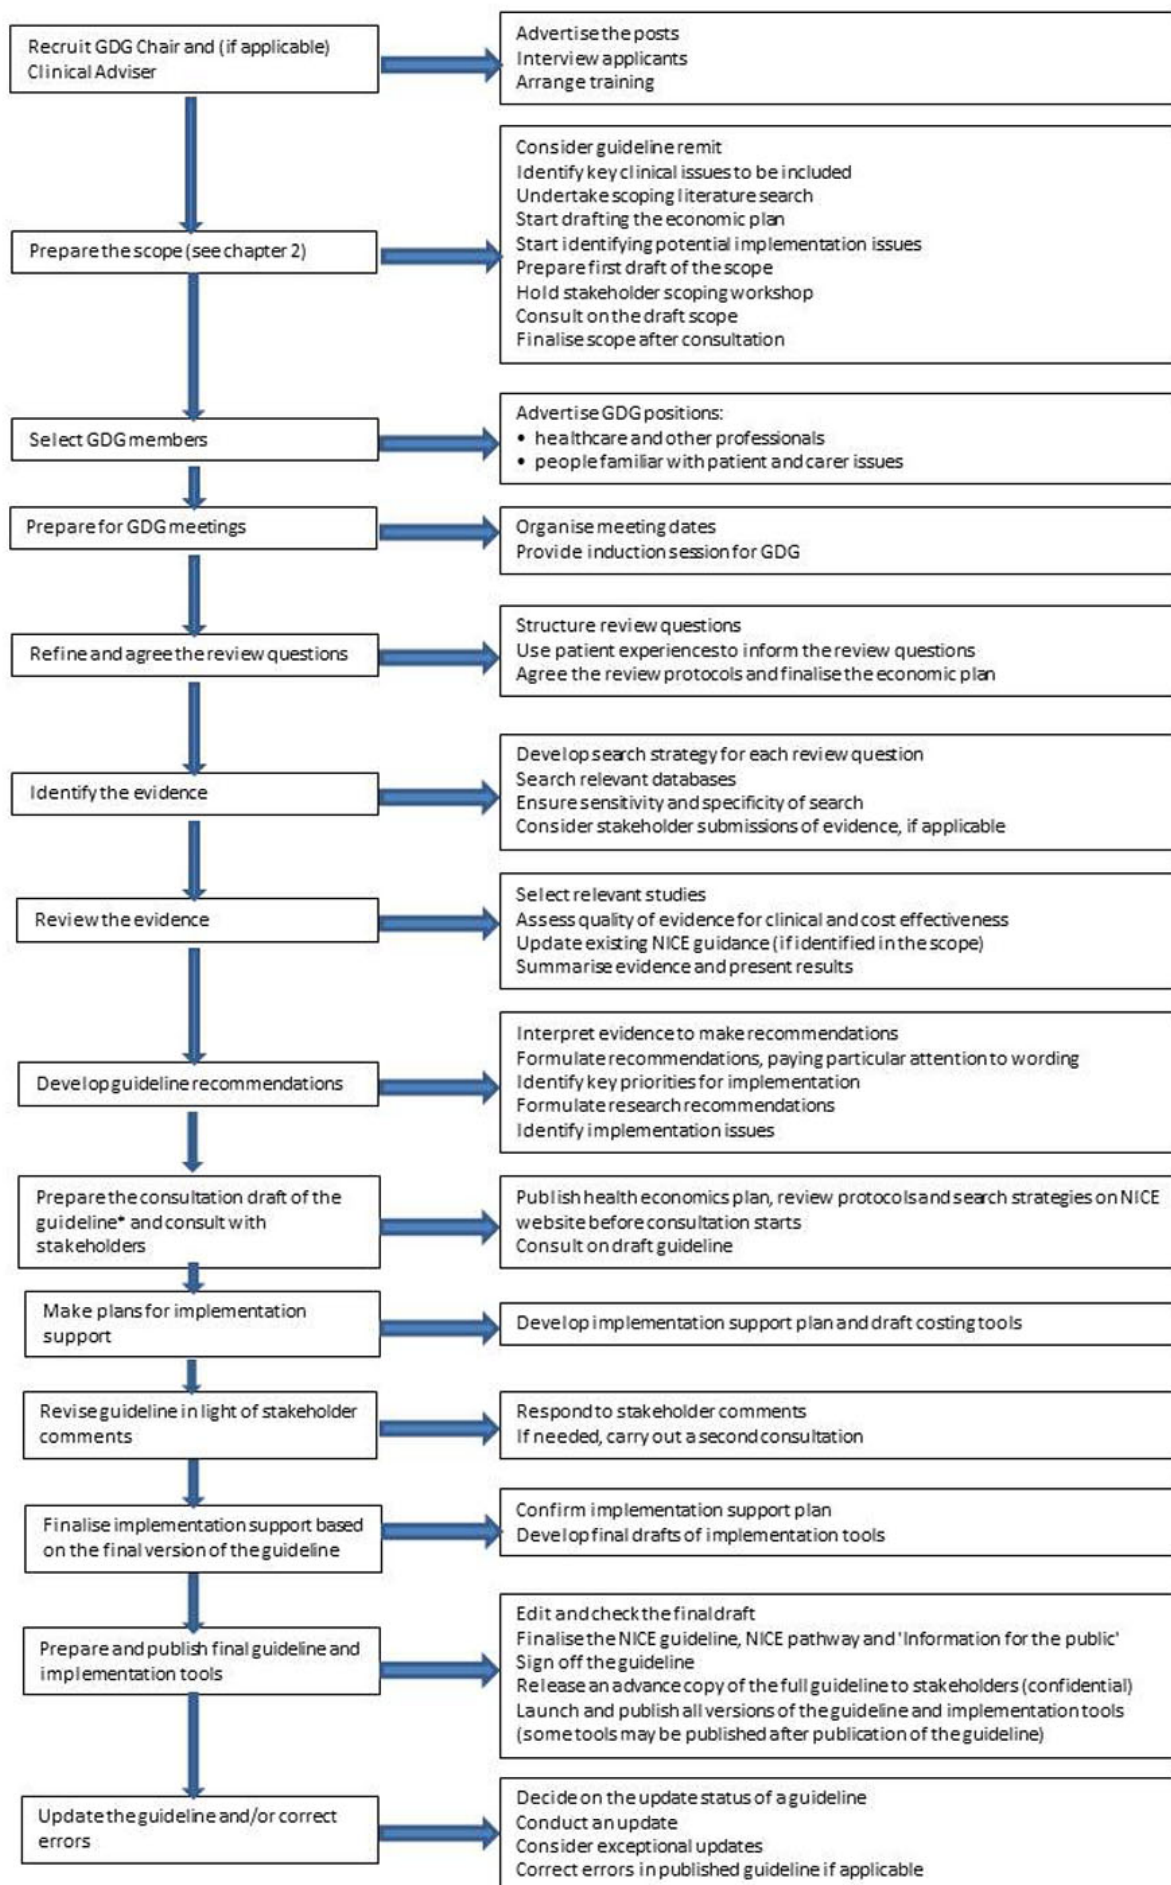 Recruit GDG Chair and (if applicable)
Clinical Adviser
Advertise the posts
Interview applicants
Arrange training
Prepare the scope (see chapter 2)
Consider guideline remit
Identify key clinical issues to be included
Undertake scoping literature search
Start drafting the economic plan
Start identifying potential implementation issues
Prepare first draft of the scope
Hold stakeholder scoping workshop
Consult on the draft scope
Finalise scope after consultation
Select GDG members
Advertise GDG positions:
• healthcare and other professionals
• people familiar with patient and carer issues
Prepare for GDG meetings
Organise meeting dates
Provide induction session for GDG
Refine and agree the review questions
Structure review questions
Use patient experiences to inform the review questions
Agree the review protocols and finalise the economic plan
Identify the evidence
Develop search strategy for each review question
Search relevant databases
Ensure sensitivity and specificity of search
Consider stakeholder submissions of evidence, if applicable
Review the evidence
Select relevant studies
Assess quality of evidence for clinical and cost effectiveness
Update existing NICE guidance (if identified in the scope)
Summarise evidence and present results
Develop guideline recommendations
Interpret evidence to make recommendations
Formulate recommendations, paying particular attention to wording
Identify key priorities for implementation
Formulate research recommendations
Identify implementation issues
Prepare the consultation draft of the
guideline* and consult with
stakeholders
Publish health economics plan, review protocols and search strategies on NICE
website before consultation starts
Consult on draft guideline
Make plans for implementation
support
Develop implementation support plan and draft costing tools
Revise guideline in light of stakeholder
comments
Respond to stakeholder comments
If needed, carry out a second consultation
Finalise implementation support based
on the final version of the guideline
Confirm implementation support plan
Develop final drafts of implementation tools
Prepare and publish final guideline and
implementation tools
Edit and check the final draft
Finalise the NICE guideline, NICE pathway and 'Information for the public'
Sign off the guideline
Release an advance copy of the full guideline to stakeholders (confidential)
Launch and publish all versions of the guideline and implementation tools
(some tools may be published after publication of the guideline)
Update the guideline and/or correct
errors
Decide on the update status of a guideline
Conduct an update
Consider exceptional updates
Correct errors in published guideline if applicable